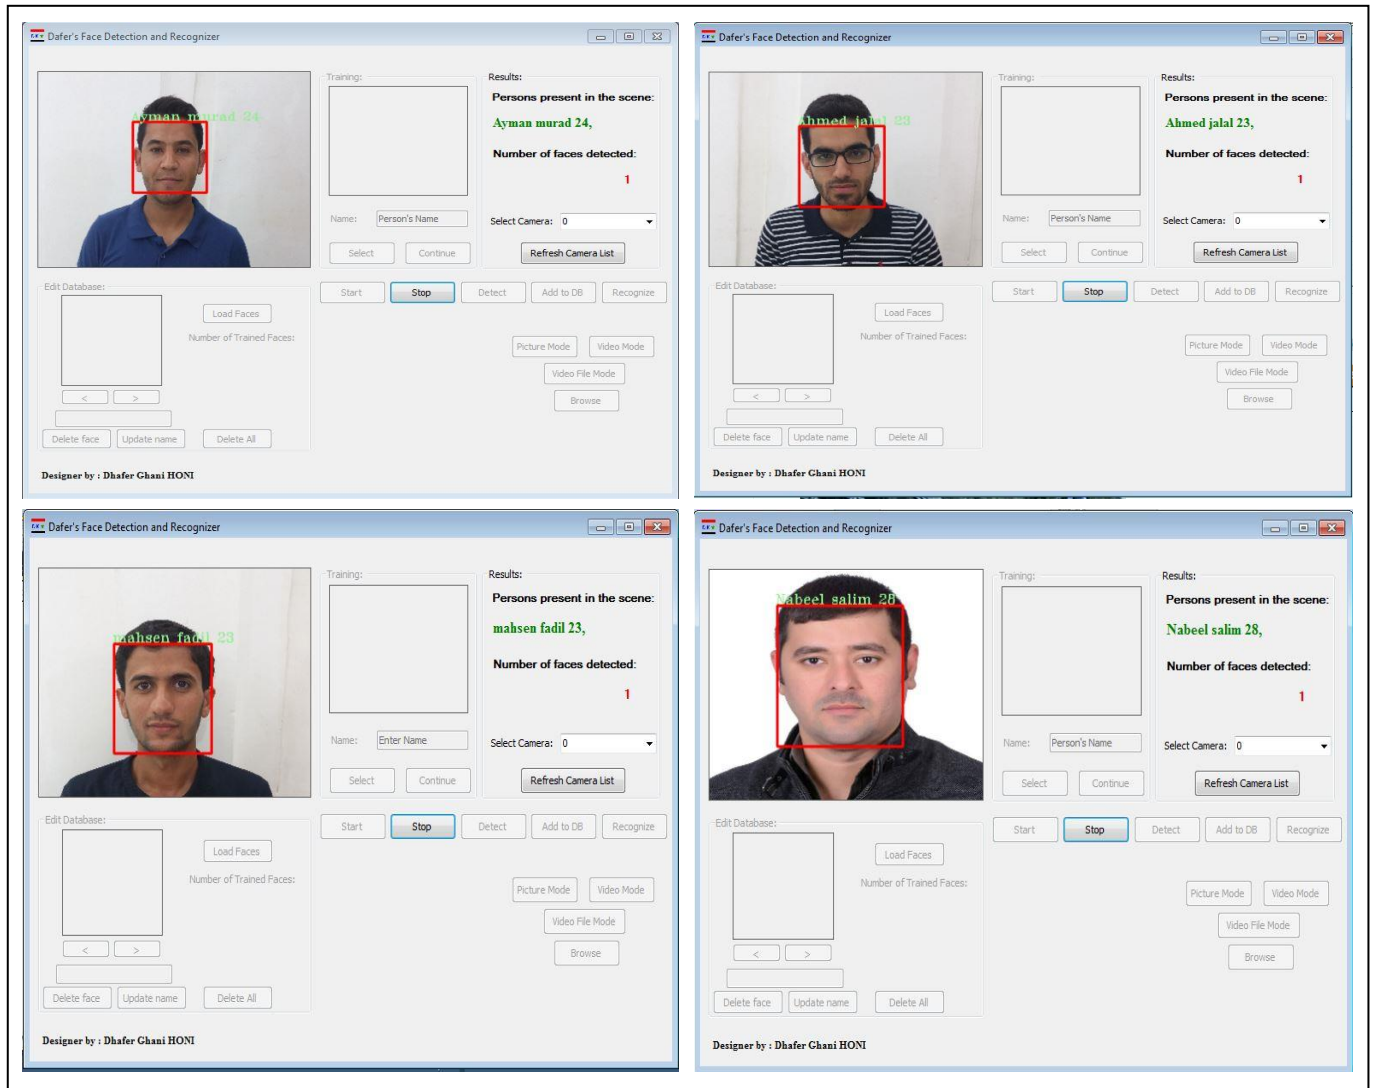 Dafer's Face Detection and Recognizer
Ayman murad 24
Training:
Name: Person's Name
Select Continue
Results:
Persons present in the scene:
Ayman murad 24,
Number of faces detected:
1
Select Camera: 0
Refresh Camera List
Start Stop Detect Add to DB Recognize
Edit Database:
Load Faces
Number of Trained Faces:
< >
Delete face Update name Delete All
Picture Mode Video Mode
Video File Mode
Browse
Designer by : Dhafer Ghani HONI
Dafer's Face Detection and Recognizer
Ahmed jalal 23
Training:
Name: Person's Name
Select Continue
Results:
Persons present in the scene:
Ahmed jalal 23,
Number of faces detected:
1
Select Camera: 0
Refresh Camera List
Start Stop Detect Add to DB Recognize
Edit Database:
Load Faces
Number of Trained Faces:
< >
Delete face Update name Delete All
Picture Mode Video Mode
Video File Mode
Browse
Designer by : Dhafer Ghani HONI
Dafer's Face Detection and Recognizer
mahsen fadil 23
Training:
Name: Enter Name
Select Continue
Results:
Persons present in the scene:
mahsen fadil 23,
Number of faces detected:
1
Select Camera: 0
Refresh Camera List
Start Stop Detect Add to DB Recognize
Edit Database:
Load Faces
Number of Trained Faces:
< >
Delete face Update name Delete All
Picture Mode Video Mode
Video File Mode
Browse
Designer by : Dhafer Ghani HONI
Dafer's Face Detection and Recognizer
Nabeel salim 28
Training:
Name: Person's Name
Select Continue
Results:
Persons present in the scene:
Nabeel salim 28,
Number of faces detected:
1
Select Camera: 0
Refresh Camera List
Start Stop Detect Add to DB Recognize
Edit Database:
Load Faces
Number of Trained Faces:
< >
Delete face Update name Delete All
Picture Mode Video Mode
Video File Mode
Browse
Designer by : Dhafer Ghani HONI